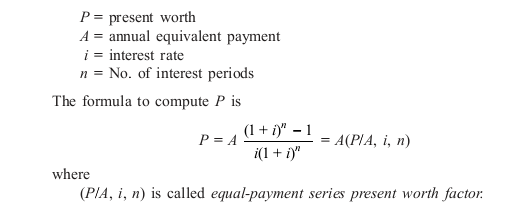 P = present worth
A = annual equivalent payment
i = interest rate
n = No. of interest periods
The formula to compute P is
P = A \frac{(1 + i)^n - 1}{i(1 + i)^n} = A(P/A, i, n)
where
(P/A, i, n) is called equal-payment series present worth factor.